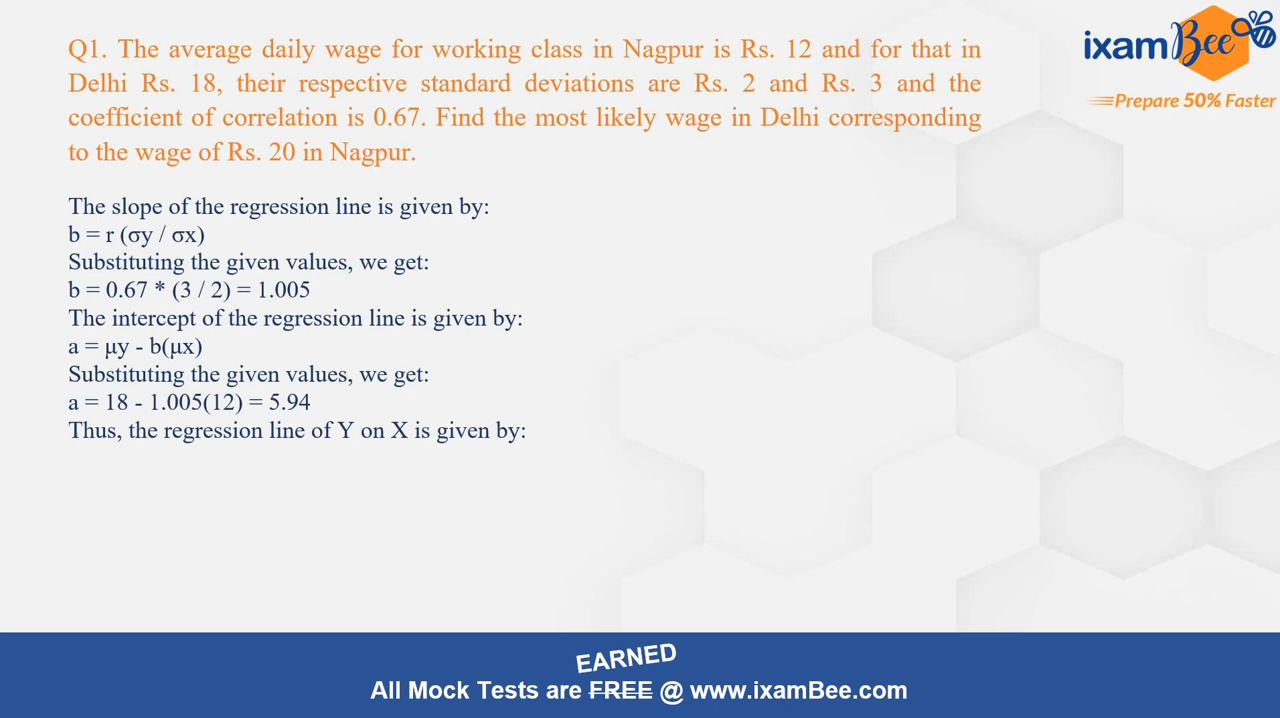 Q1. The average daily wage for working class in Nagpur is Rs. 12 and for that in
Delhi Rs. 18, their respective standard deviations are Rs. 2 and Rs. 3 and the
coefficient of correlation is 0.67. Find the most likely wage in Delhi corresponding
to the wage of Rs. 20 in Nagpur.
ixamBee
Prepare 50% Faster
The slope of the regression line is given by:
b = r (σy / σx)
Substituting the given values, we get:
b = 0.67 * (3 / 2) = 1.005
The intercept of the regression line is given by:
a = μy - b(μx)
Substituting the given values, we get:
a = 18 - 1.005(12) = 5.94
Thus, the regression line of Y on X is given by:
EARNED
All Mock Tests are FREE @ www.ixamBee.com